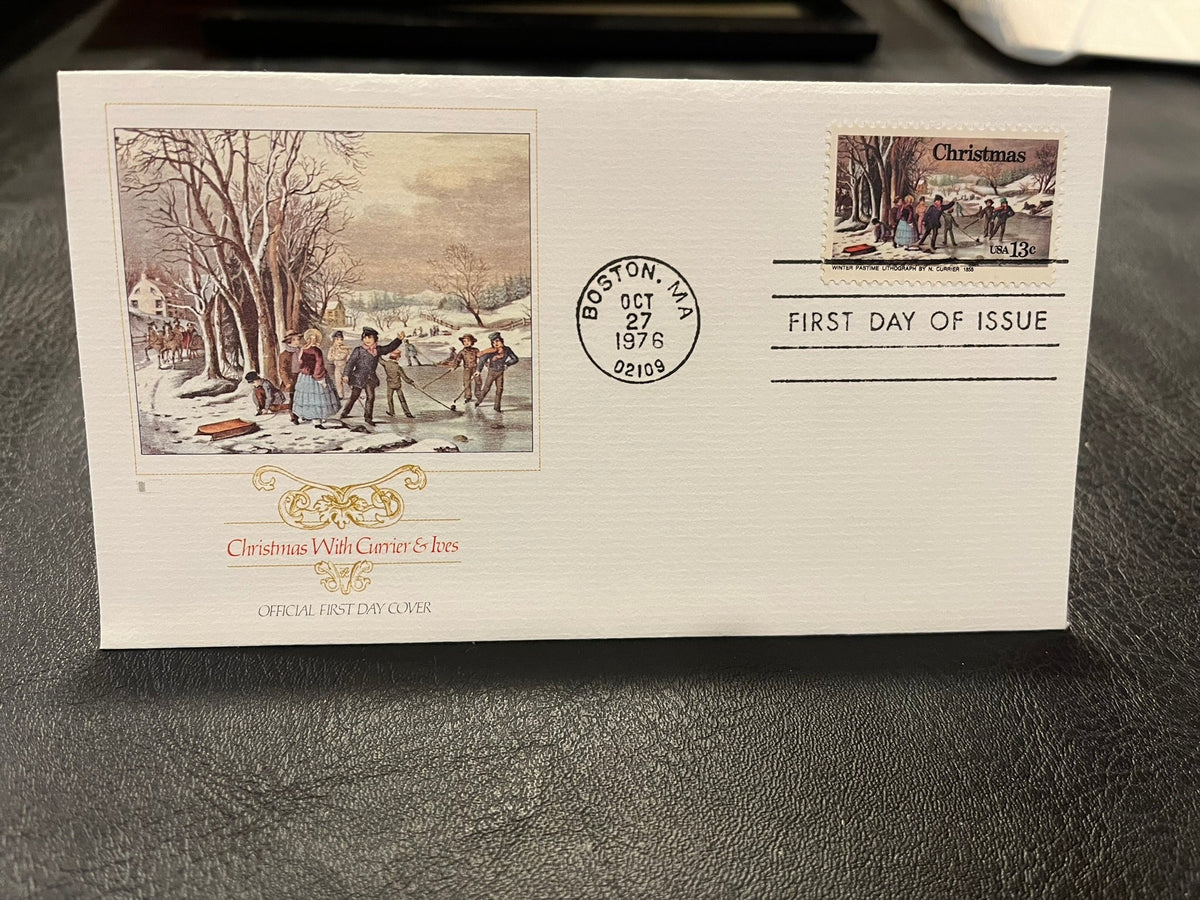 Christmas
USA 13c
WINTER PASTIME LITHOGRAPH BY N. CURRIER 1855
BOSTON, MA
OCT
27
1976
02109
FIRST DAY OF ISSUE
Christmas With Currier & Ives
OFFICIAL FIRST DAY COVER